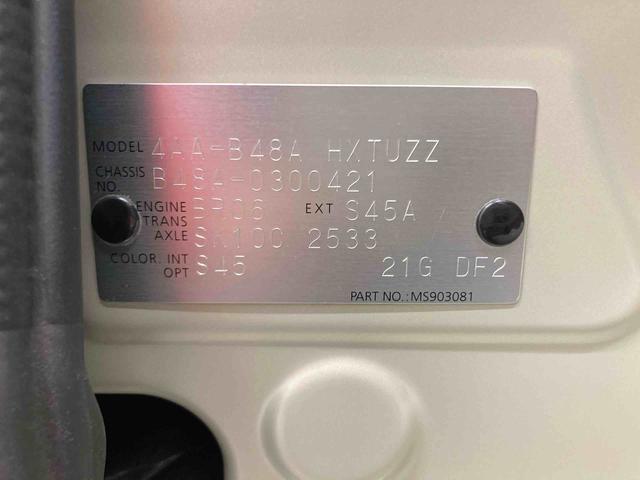 MODEL 4AA-B48A HXTUZZ
CHASSIS NO. B48A-0300421
ENGINE BR06 EXT S45A
TRANS AXLE SK100 2533
COLOR. INT OPT S45 21G DF2
PART NO.:MS903081